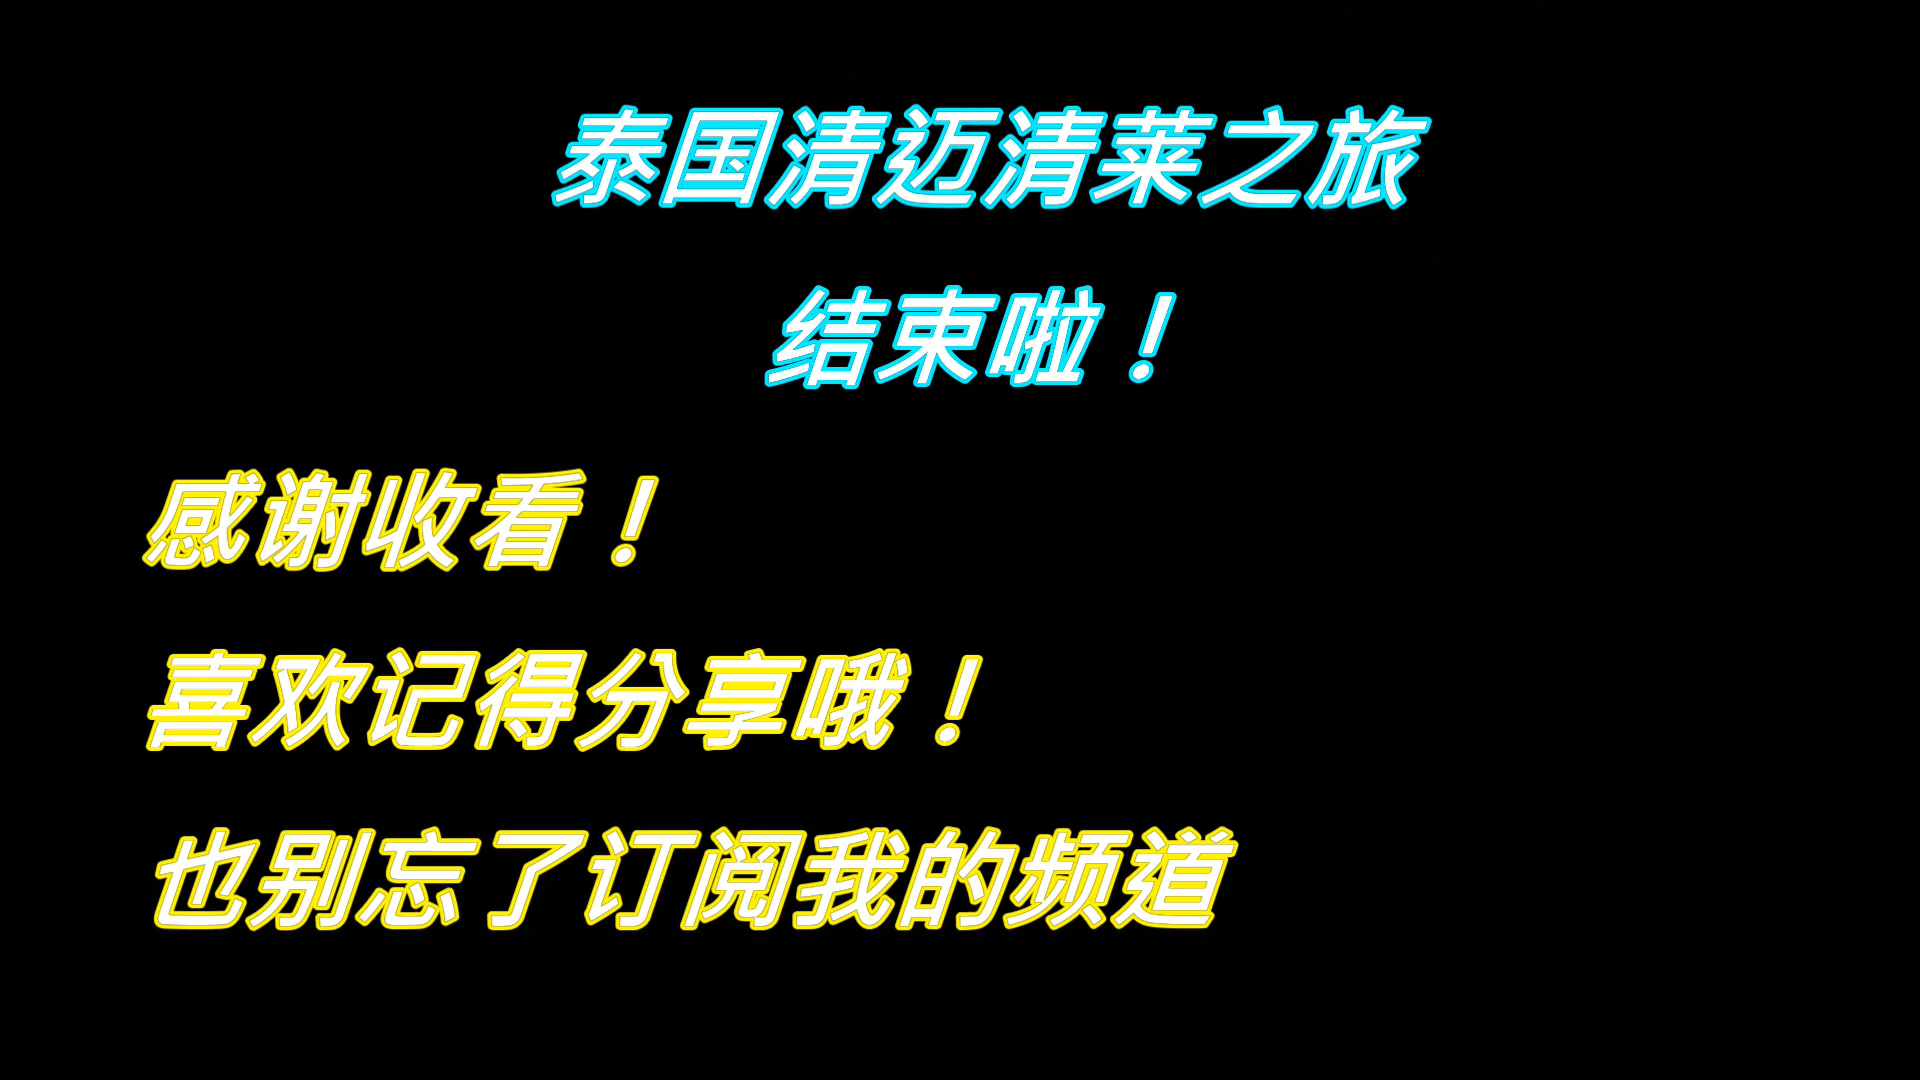 泰国清迈清莱之旅
结束啦！
感谢收看！
喜欢记得分享哦！
也别忘了订阅我的频道